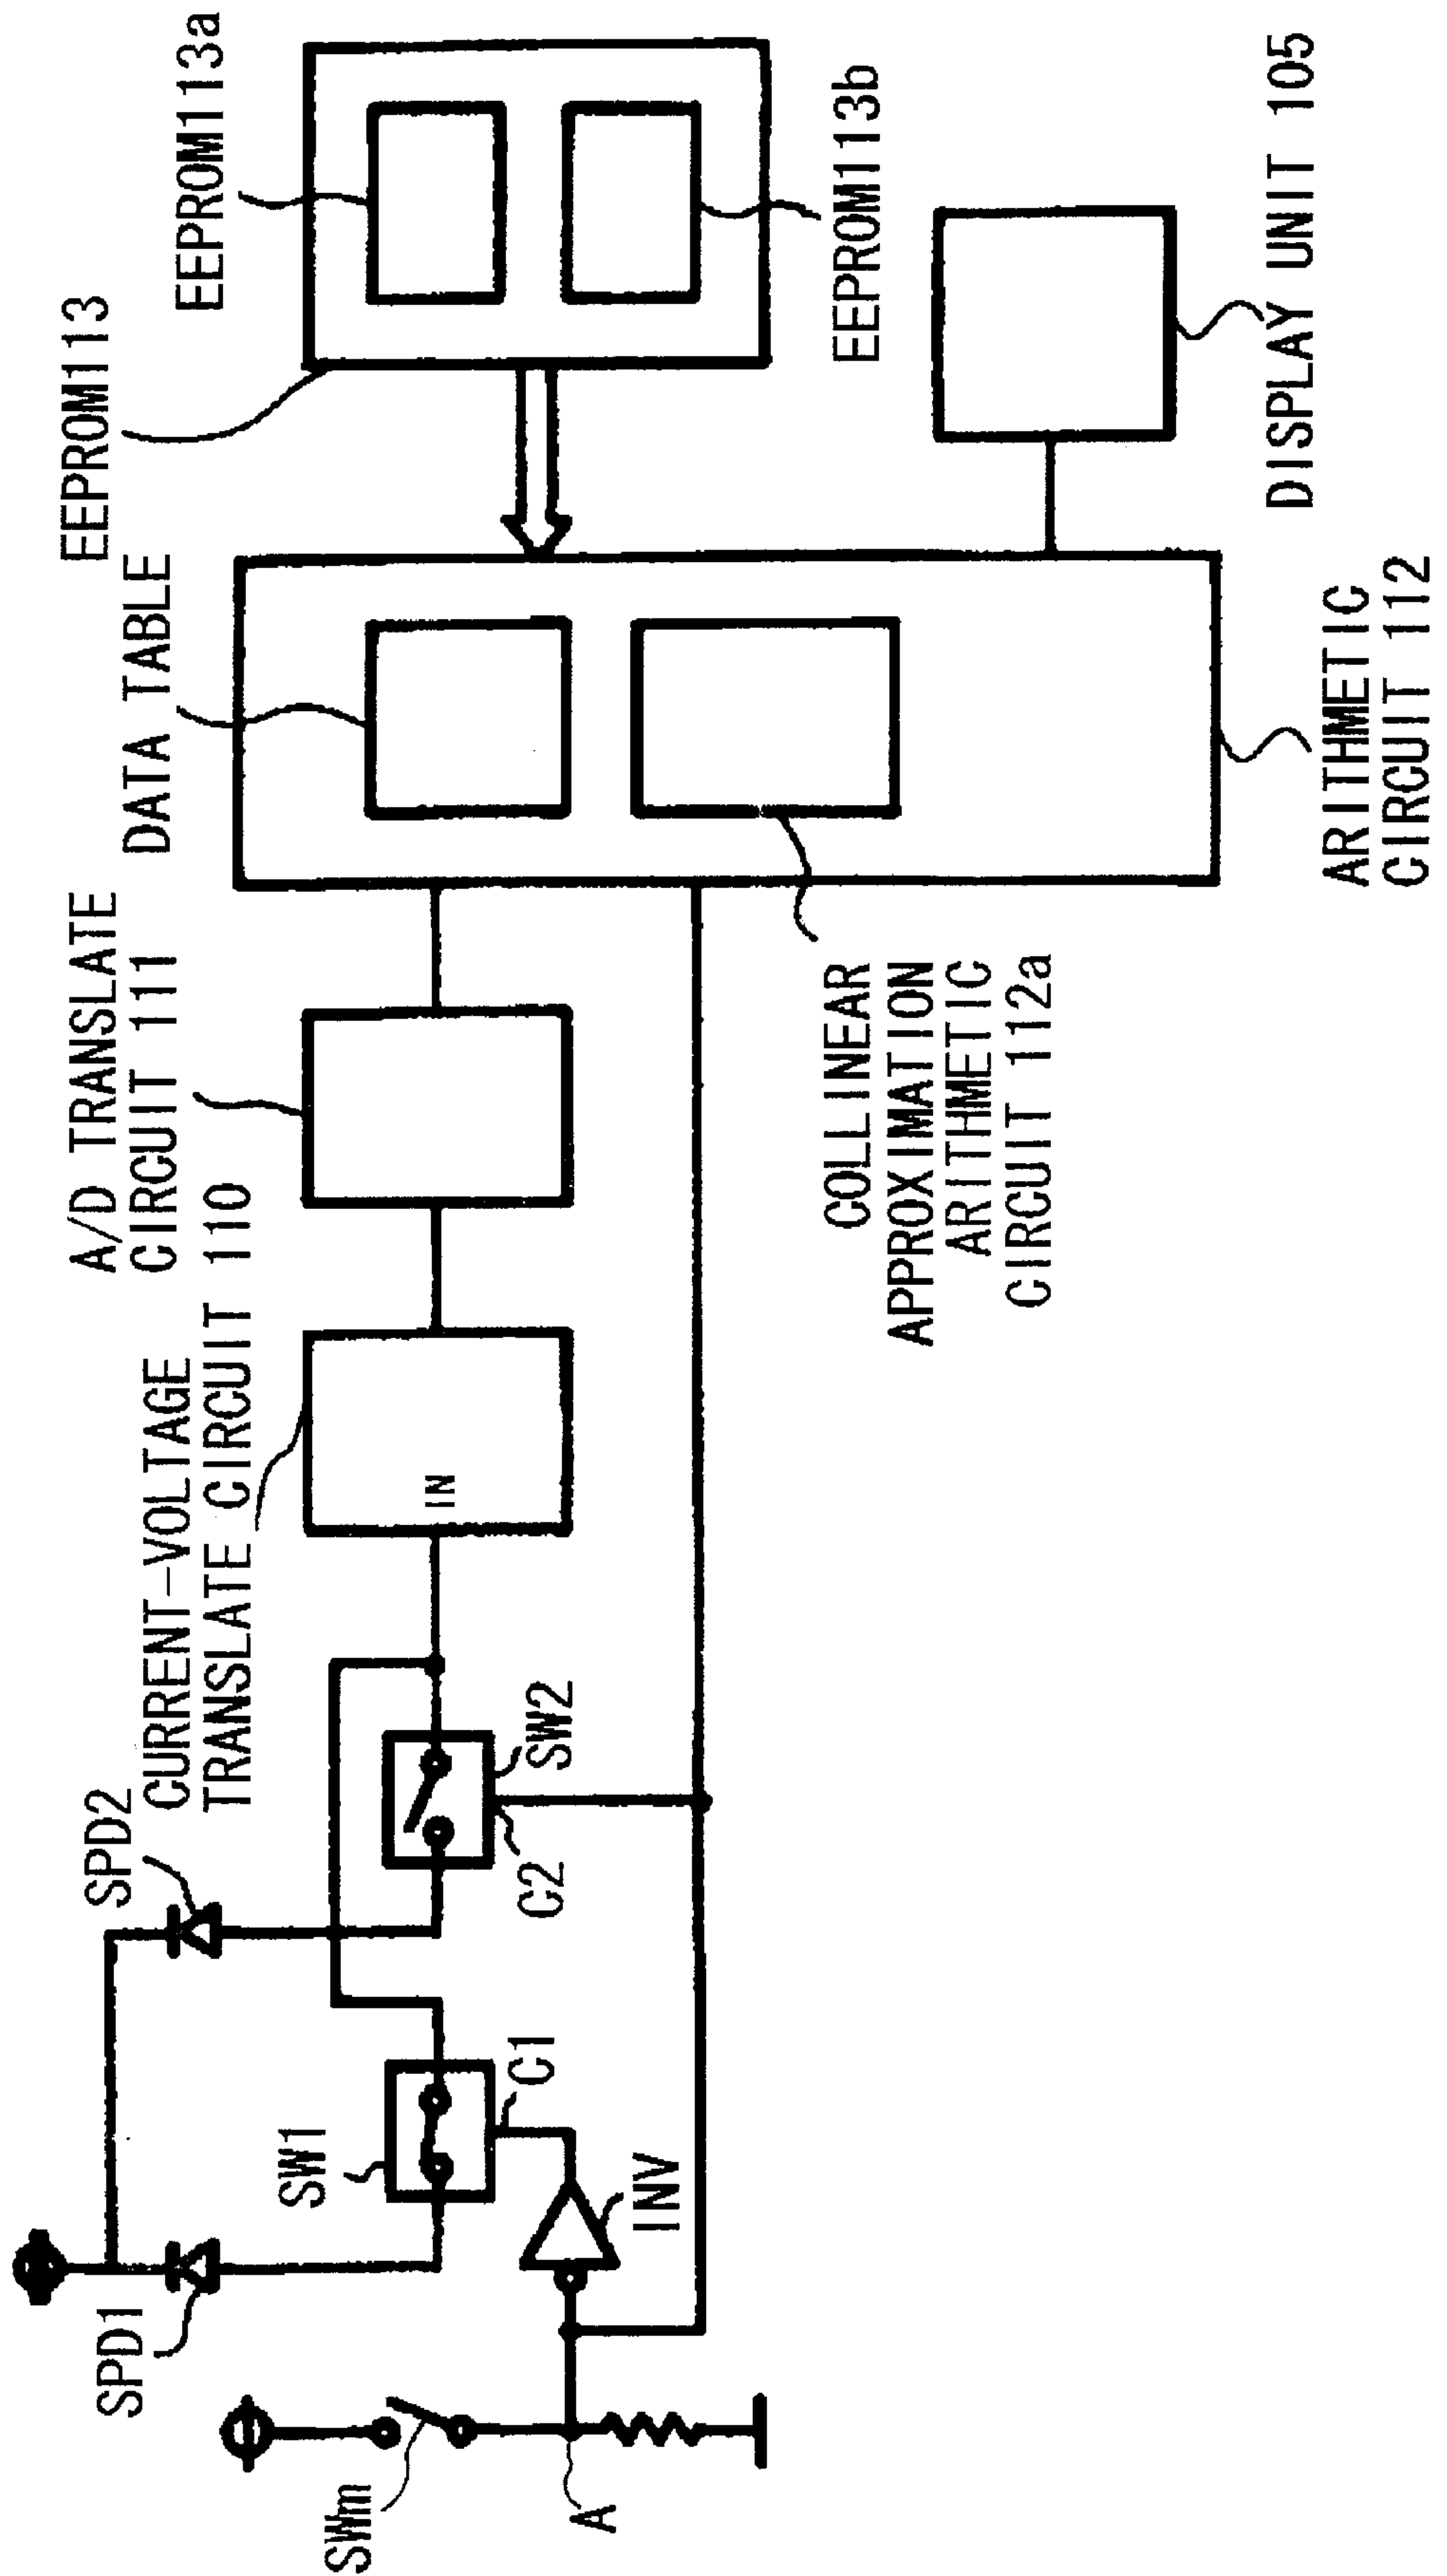 SWm
A
SPD1
SPD2
SW1
C1
INV
SW2
C2
CURRENT-VOLTAGE
TRANSLATE CIRCUIT 110
IN
A/D TRANSLATE
CIRCUIT 111
DATA TABLE
COLLINEAR
APPROXIMATION
ARITHMETIC
CIRCUIT 112a
ARITHMETIC
CIRCUIT 112
EEPROM113
EEPROM113a
EEPROM113b
DISPLAY UNIT 105